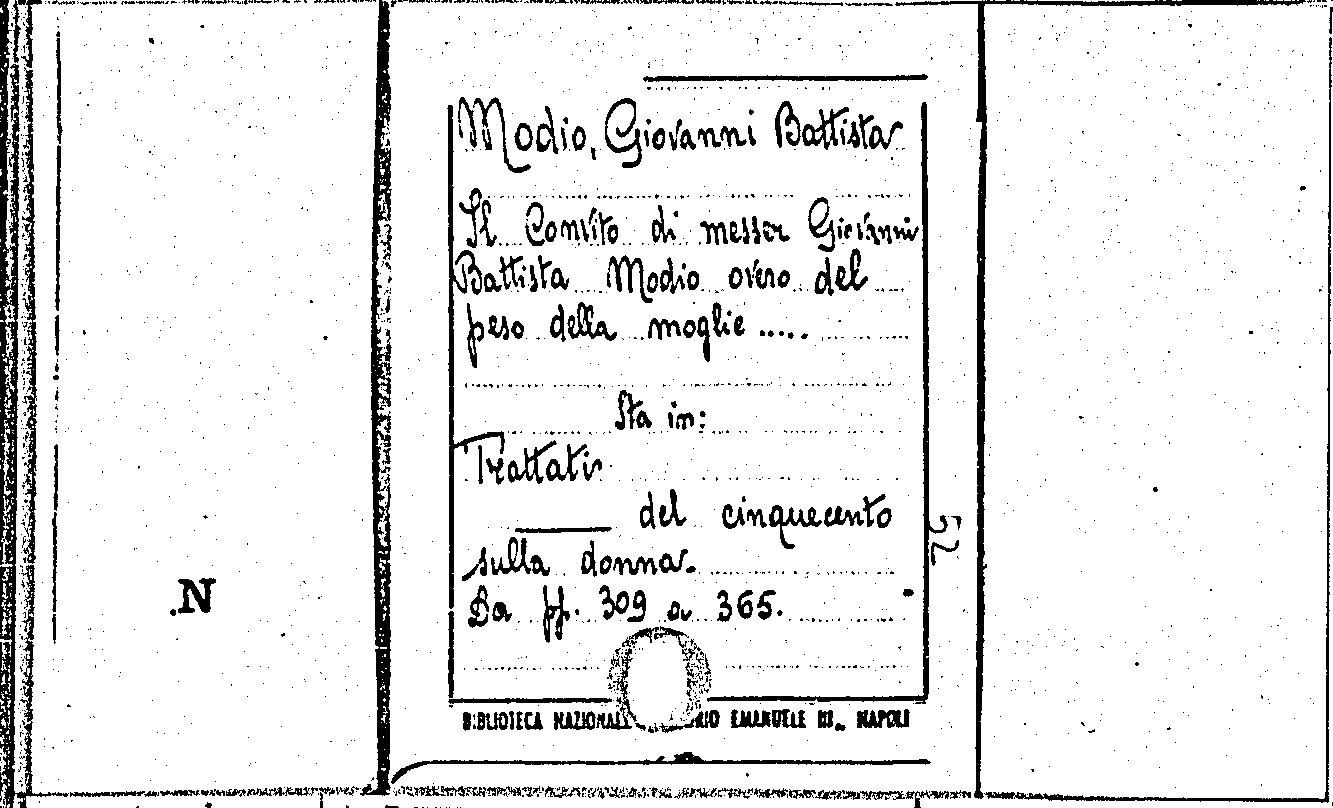 Modio, Giovanni Battista
Il Convito di messer Giovanni
Battista Modio overo del
peso della moglie .....
Sta in:
Trattati
del cinquecento
sulla donna.
Da pp. 309 a 365.
52
.N
BIBLIOTECA NAZIONALE EMANUELE III„ NAPOLI